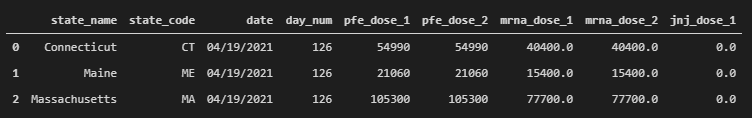 state_name state_code date day_num pfe_dose_1 pfe_dose_2 mrna_dose_1 mrna_dose_2 jnj_dose_1
0 Connecticut CT 04/19/2021 126 54990 54990 40400.0 40400.0 0.0
1 Maine ME 04/19/2021 126 21060 21060 15400.0 15400.0 0.0
2 Massachusetts MA 04/19/2021 126 105300 105300 77700.0 77700.0 0.0